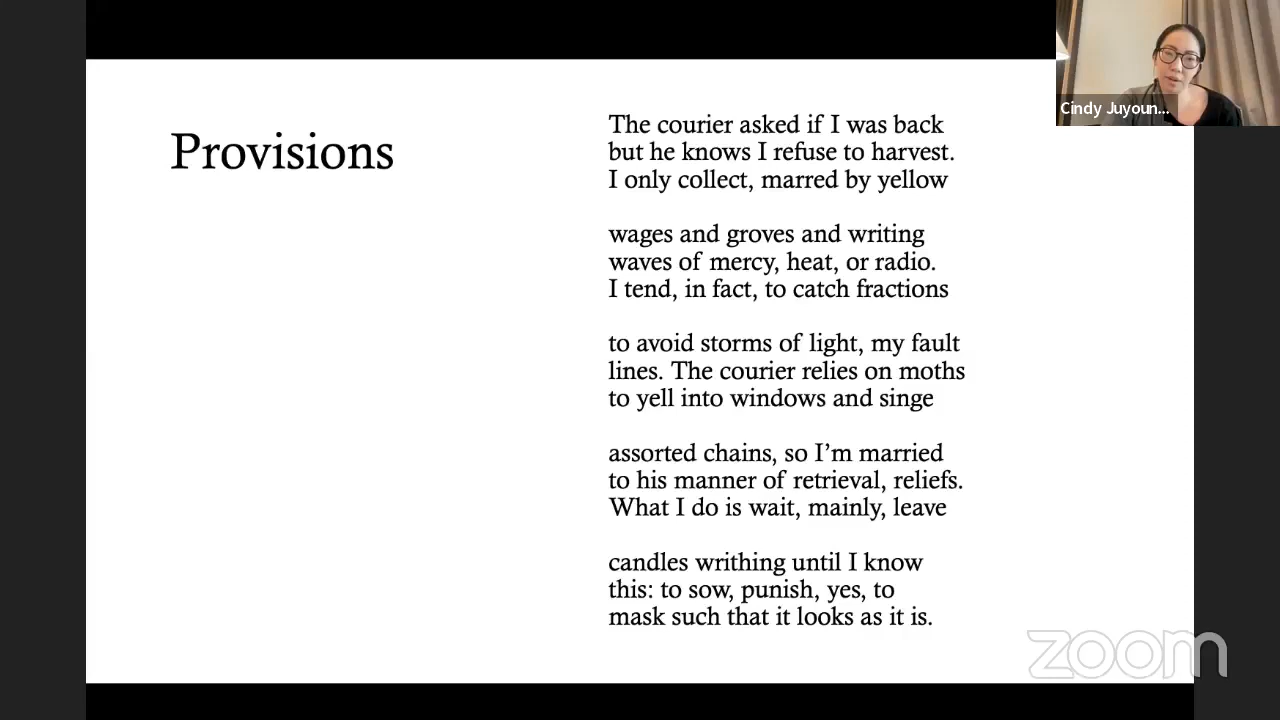 Provisions
The courier asked if I was back
but he knows I refuse to harvest.
I only collect, marred by yellow
wages and groves and writing
waves of mercy, heat, or radio.
I tend, in fact, to catch fractions
to avoid storms of light, my fault
lines. The courier relies on moths
to yell into windows and singe
assorted chains, so I’m married
to his manner of retrieval, reliefs.
What I do is wait, mainly, leave
candles writhing until I know
this: to sow, punish, yes, to
mask such that it looks as it is.
Cindy Juyoun...
zoom